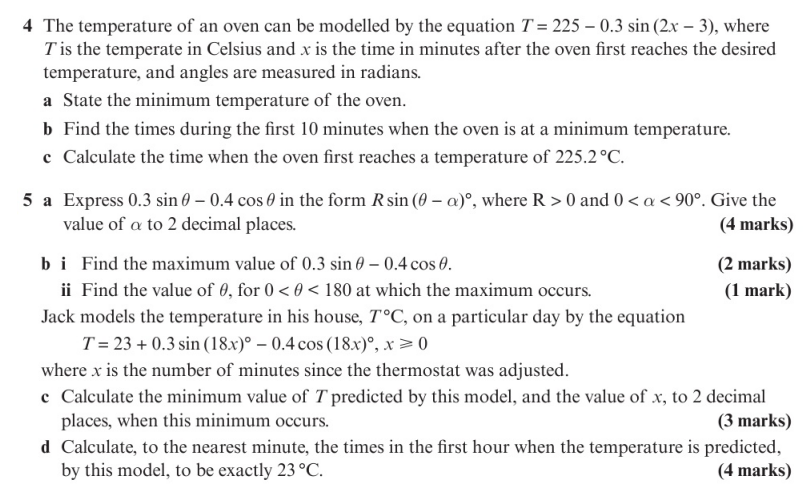 4 The temperature of an oven can be modelled by the equation T = 225 – 0.3 sin (2x – 3), where
T is the temperate in Celsius and x is the time in minutes after the oven first reaches the desired
temperature, and angles are measured in radians.
a State the minimum temperature of the oven.
b Find the times during the first 10 minutes when the oven is at a minimum temperature.
c Calculate the time when the oven first reaches a temperature of 225.2 °C.
5 a Express 0.3 sin θ – 0.4 cos θ in the form R sin (θ – α)°, where R > 0 and 0 < α < 90°. Give the
value of α to 2 decimal places. (4 marks)
b i Find the maximum value of 0.3 sin θ – 0.4 cos θ. (2 marks)
ii Find the value of θ, for 0 < θ < 180 at which the maximum occurs. (1 mark)
Jack models the temperature in his house, T °C, on a particular day by the equation
T = 23 + 0.3 sin (18x)° – 0.4 cos (18x)°, x ⩾ 0
where x is the number of minutes since the thermostat was adjusted.
c Calculate the minimum value of T predicted by this model, and the value of x, to 2 decimal
places, when this minimum occurs. (3 marks)
d Calculate, to the nearest minute, the times in the first hour when the temperature is predicted,
by this model, to be exactly 23 °C. (4 marks)